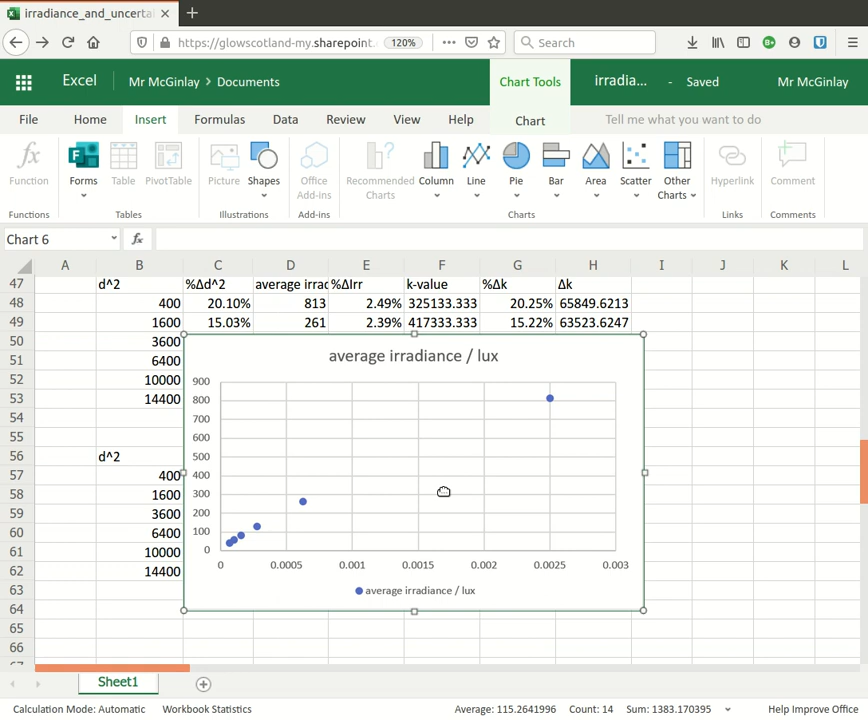 irradiance_and_uncerta
https://glowscotland-my.sharepoint. 120% Search
Excel Mr McGinlay > Documents Chart Tools irradia... - Saved Mr McGinlay
File Home Insert Formulas Data Review View Help Chart Tell me what you want to do
Function Forms Table PivotTable Picture Shapes Office Add-ins Recommended Charts Column Line Pie Bar Area Scatter Other Charts Hyperlink Comment
Functions Tables Illustrations Add-ins Charts Links Comments
Chart 6 fx
A B C D E F G H I J K L
47 d^2 %Δd^2 average irrad %ΔIrr k-value %Δk Δk
48 400 20.10% 813 2.49% 325133.333 20.25% 65849.6213
49 1600 15.03% 261 2.39% 417333.333 15.22% 63523.6247
50 3600
51 6400
52 10000
53 14400
54
55
56 d^2
57 400
58 1600
59 3600
60 6400
61 10000
62 14400
63
64
65
66
67
average irradiance / lux
900
800
700
600
500
400
300
200
100
0
0 0.0005 0.001 0.0015 0.002 0.0025 0.003
average irradiance / lux
Sheet1
Calculation Mode: Automatic Workbook Statistics Average: 115.2641996 Count: 14 Sum: 1383.170395 Help Improve Office